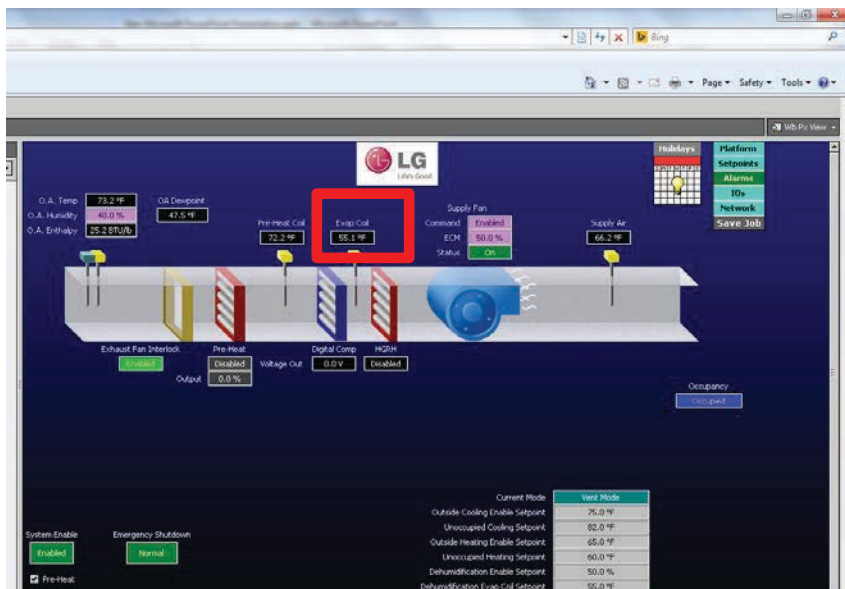 Bing
Page
Safety
Tools
Wb Px View
LG
Life's Good
Holidays
Platform
Setpoints
Alarms
IOs
Network
Save Job
O.A. Temp 73.2 °F
O.A. Humidity 40.0 %
O.A. Enthalpy 25.2 BTU/lb
OA Dewpoint
47.5 °F
Pre-Heat Coil
72.2 °F
Evap Coil
55.1 °F
Supply Fan
Command Enabled
ECM 50.0 %
Status On
Supply Air
66.2 °F
Exhaust Fan Interlock
Enabled
Pre-Heat
Disabled
Output 0.0 %
Digital Comp
Voltage Out 0.0 V
HGRH
Disabled
Occupancy
Occupied
Current Mode Vent Mode
Outside Cooling Enable Setpoint 75.0 °F
Unoccupied Cooling Setpoint 82.0 °F
Outside Heating Enable Setpoint 65.0 °F
Unoccupied Heating Setpoint 60.0 °F
Dehumidification Enable Setpoint 50.0 %
Dehumidification Evap Coil Setpoint 55.0 °F
System Enable
Enabled
Emergency Shutdown
Normal
Pre-Heat